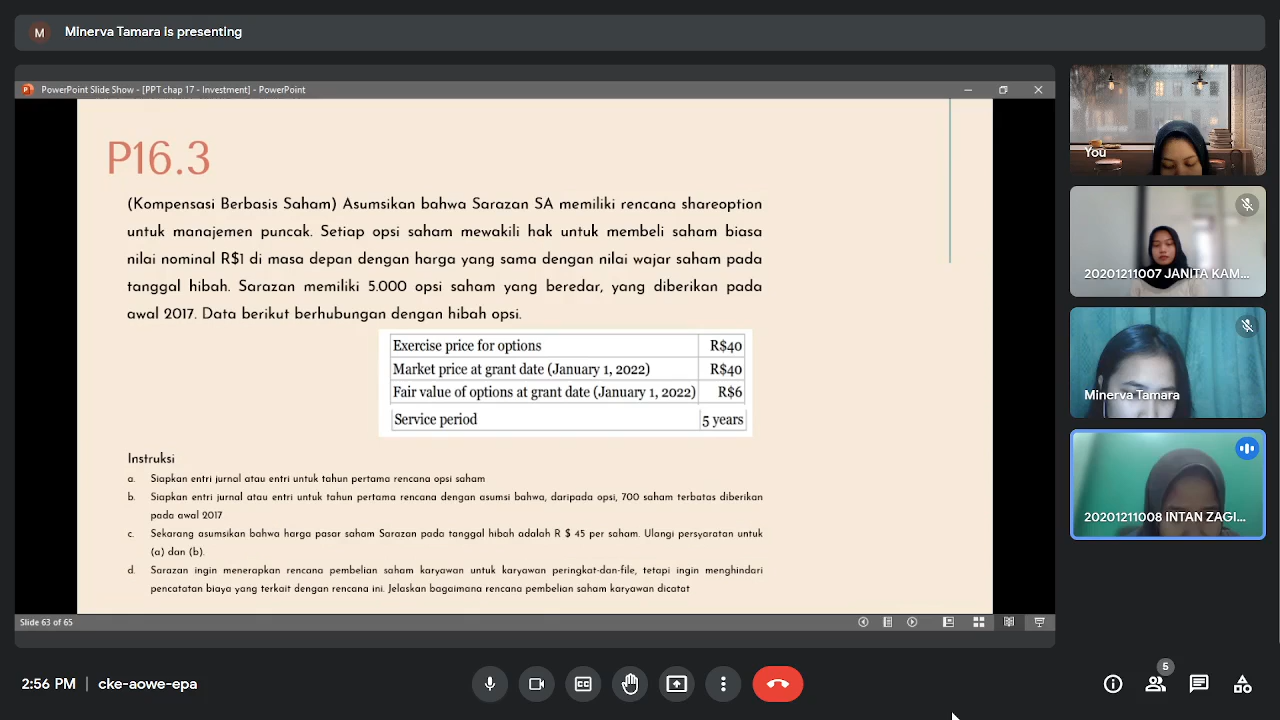 M Minerva Tamara is presenting
PowerPoint Slide Show - [PPT chap 17 - Investment] - PowerPoint
P16.3
(Kompensasi Berbasis Saham) Asumsikan bahwa Sarazan SA memiliki rencana shareoption
untuk manajemen puncak. Setiap opsi saham mewakili hak untuk membeli saham biasa
nilai nominal R$1 di masa depan dengan harga yang sama dengan nilai wajar saham pada
tanggal hibah. Sarazan memiliki 5.000 opsi saham yang beredar, yang diberikan pada
awal 2017. Data berikut berhubungan dengan hibah opsi.
Exercise price for options R$40
Market price at grant date (January 1, 2022) R$40
Fair value of options at grant date (January 1, 2022) R$6
Service period 5 years
Instruksi
a. Siapkan entri jurnal atau entri untuk tahun pertama rencana opsi saham
b. Siapkan entri jurnal atau entri untuk tahun pertama rencana dengan asumsi bahwa, daripada opsi, 700 saham terbatas diberikan
pada awal 2017
c. Sekarang asumsikan bahwa harga pasar saham Sarazan pada tanggal hibah adalah R $ 45 per saham. Ulangi persyaratan untuk
(a) dan (b).
d. Sarazan ingin menerapkan rencana pembelian saham karyawan untuk karyawan peringkat-dan-file, tetapi ingin menghindari
pencatatan biaya yang terkait dengan rencana ini. Jelaskan bagaimana rencana pembelian saham karyawan dicatat
Slide 63 of 65
You
20201211007 JANITA KAM...
Minerva Tamara
20201211008 INTAN ZAGI...
2:56 PM | cke-aowe-epa
5